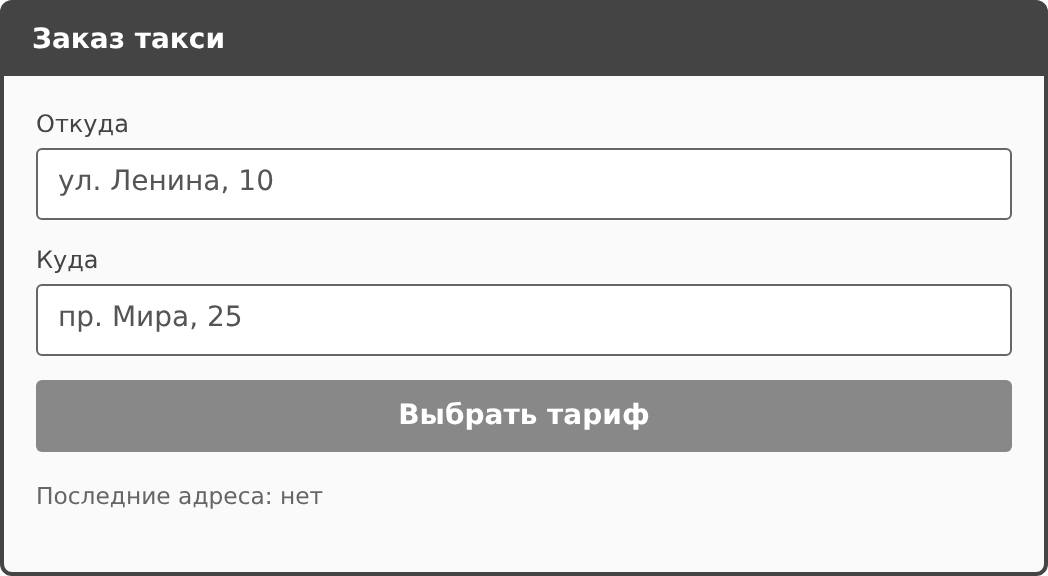 Заказ такси
Откуда
ул. Ленина, 10
Куда
пр. Мира, 25
Выбрать тариф
Последние адреса: нет